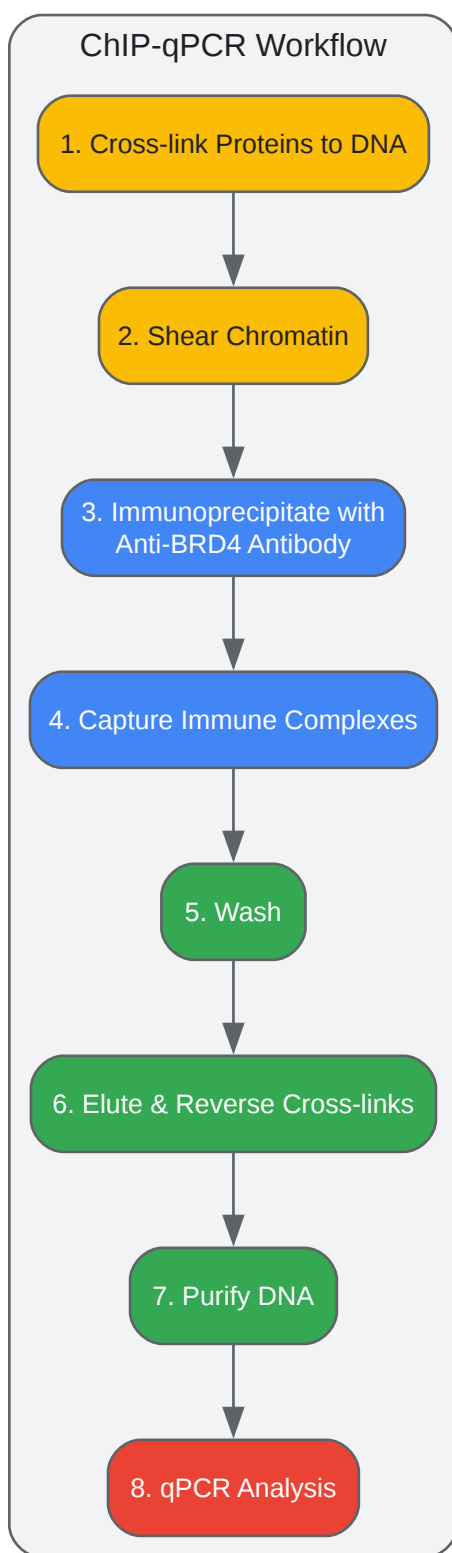 ChIP-qPCR Workflow
1. Cross-link Proteins to DNA
2. Shear Chromatin
3. Immunoprecipitate with
Anti-BRD4 Antibody
4. Capture Immune Complexes
5. Wash
6. Elute & Reverse Cross-links
7. Purify DNA
8. qPCR Analysis